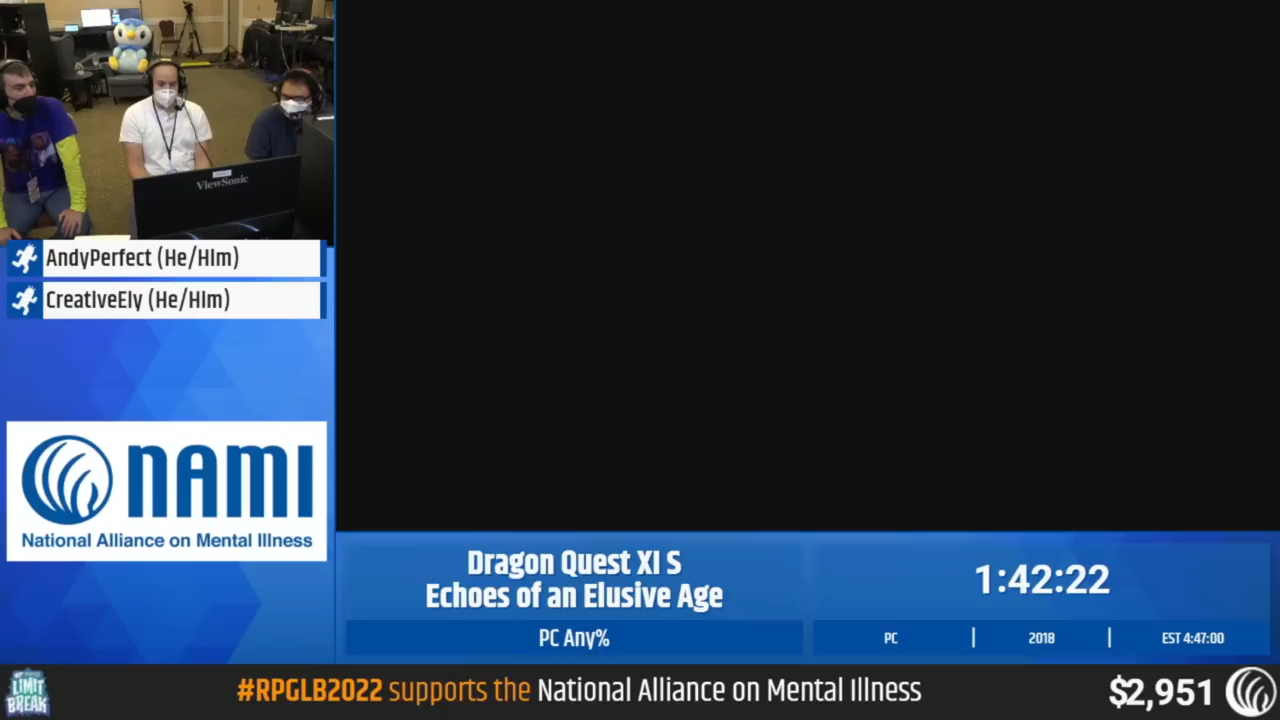 ViewSonic
AndyPerfect (He/HIm)
CreatIveEly (He/HIm)
NAMI
National Alliance on Mental Illness
Dragon Quest XI S
Echoes of an Elusive Age
PC Any%
1:42:22
PC | 2018 | EST 4:47:00
LIMIT
BREAK
#RPGLB2022 supports the National Alliance on Mental Illness
$2,951